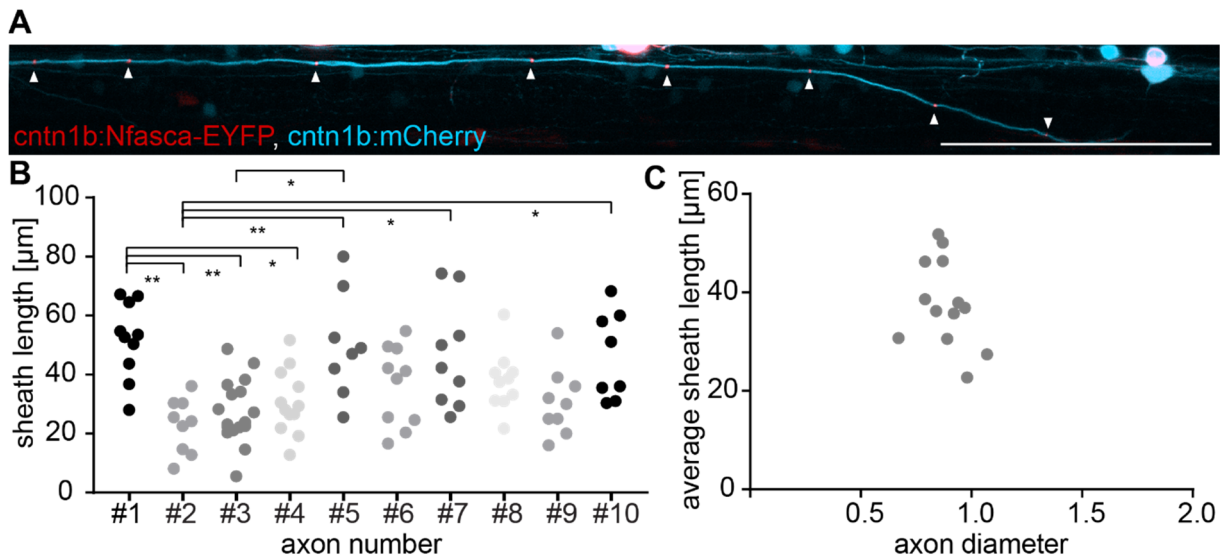 A
cntn1b:Nfasca-EYFP, cntn1b:mCherry
B
sheath length [µm]
100
80
60
40
20
0
*
*
*
**
**
**
*
#1 #2 #3 #4 #5 #6 #7 #8 #9 #10
axon number
C
average sheath length [µm]
60
40
20
0
0.5 1.0 1.5 2.0
axon diameter